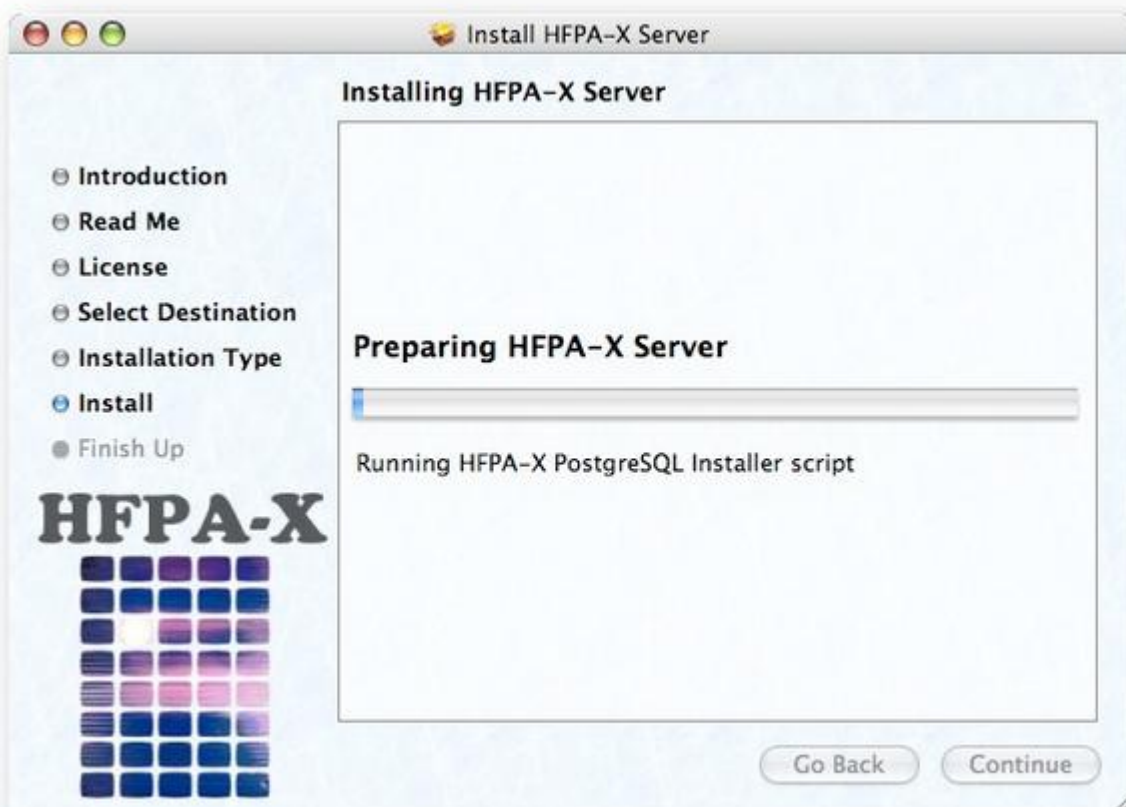 Install HFPA-X Server
Installing HFPA-X Server
Introduction
Read Me
License
Select Destination
Installation Type
Install
Finish Up
HFPA-X
Preparing HFPA-X Server
Running HFPA-X PostgreSQL Installer script
Go Back
Continue